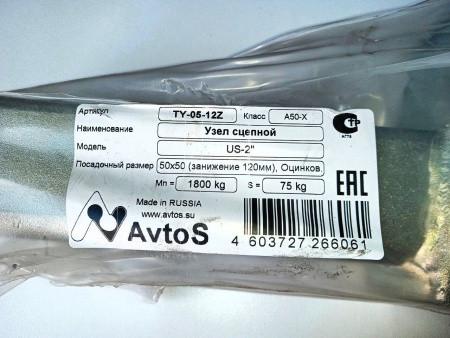 Артикул TY-05-12Z Класс A50-X
Наименование Узел сцепной
Модель US-2"
Посадочный размер 50x50 (занижение 120мм), Оцинков.
Mn = 1800 kg S = 75 kg
Made in RUSSIA
www.avtos.su
AvtoS
EAC
4 603727 266061